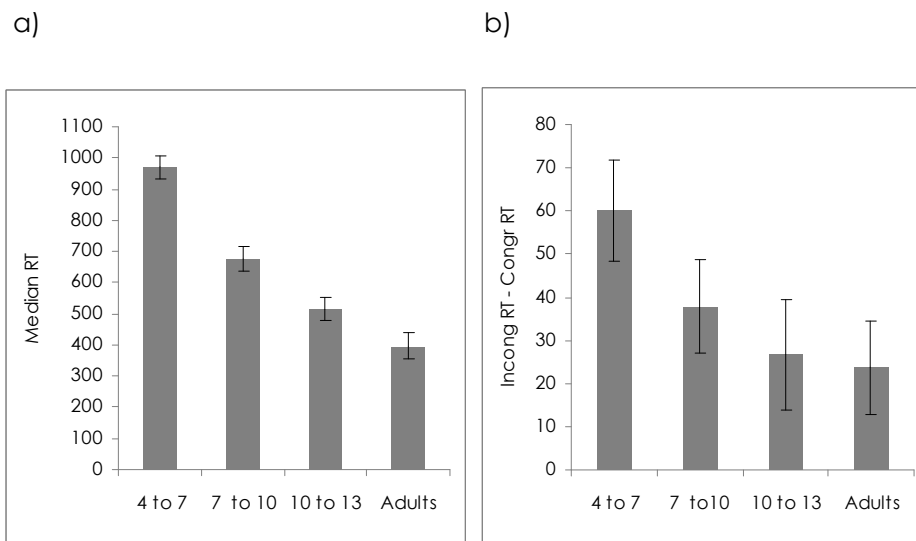 a)
Median RT
1100
1000
900
800
700
600
500
400
300
200
100
0
4 to 7
7 to 10
10 to 13
Adults
b)
Incong RT - Congr RT
80
70
60
50
40
30
20
10
0
4 to 7
7 to10
10 to 13
Adults